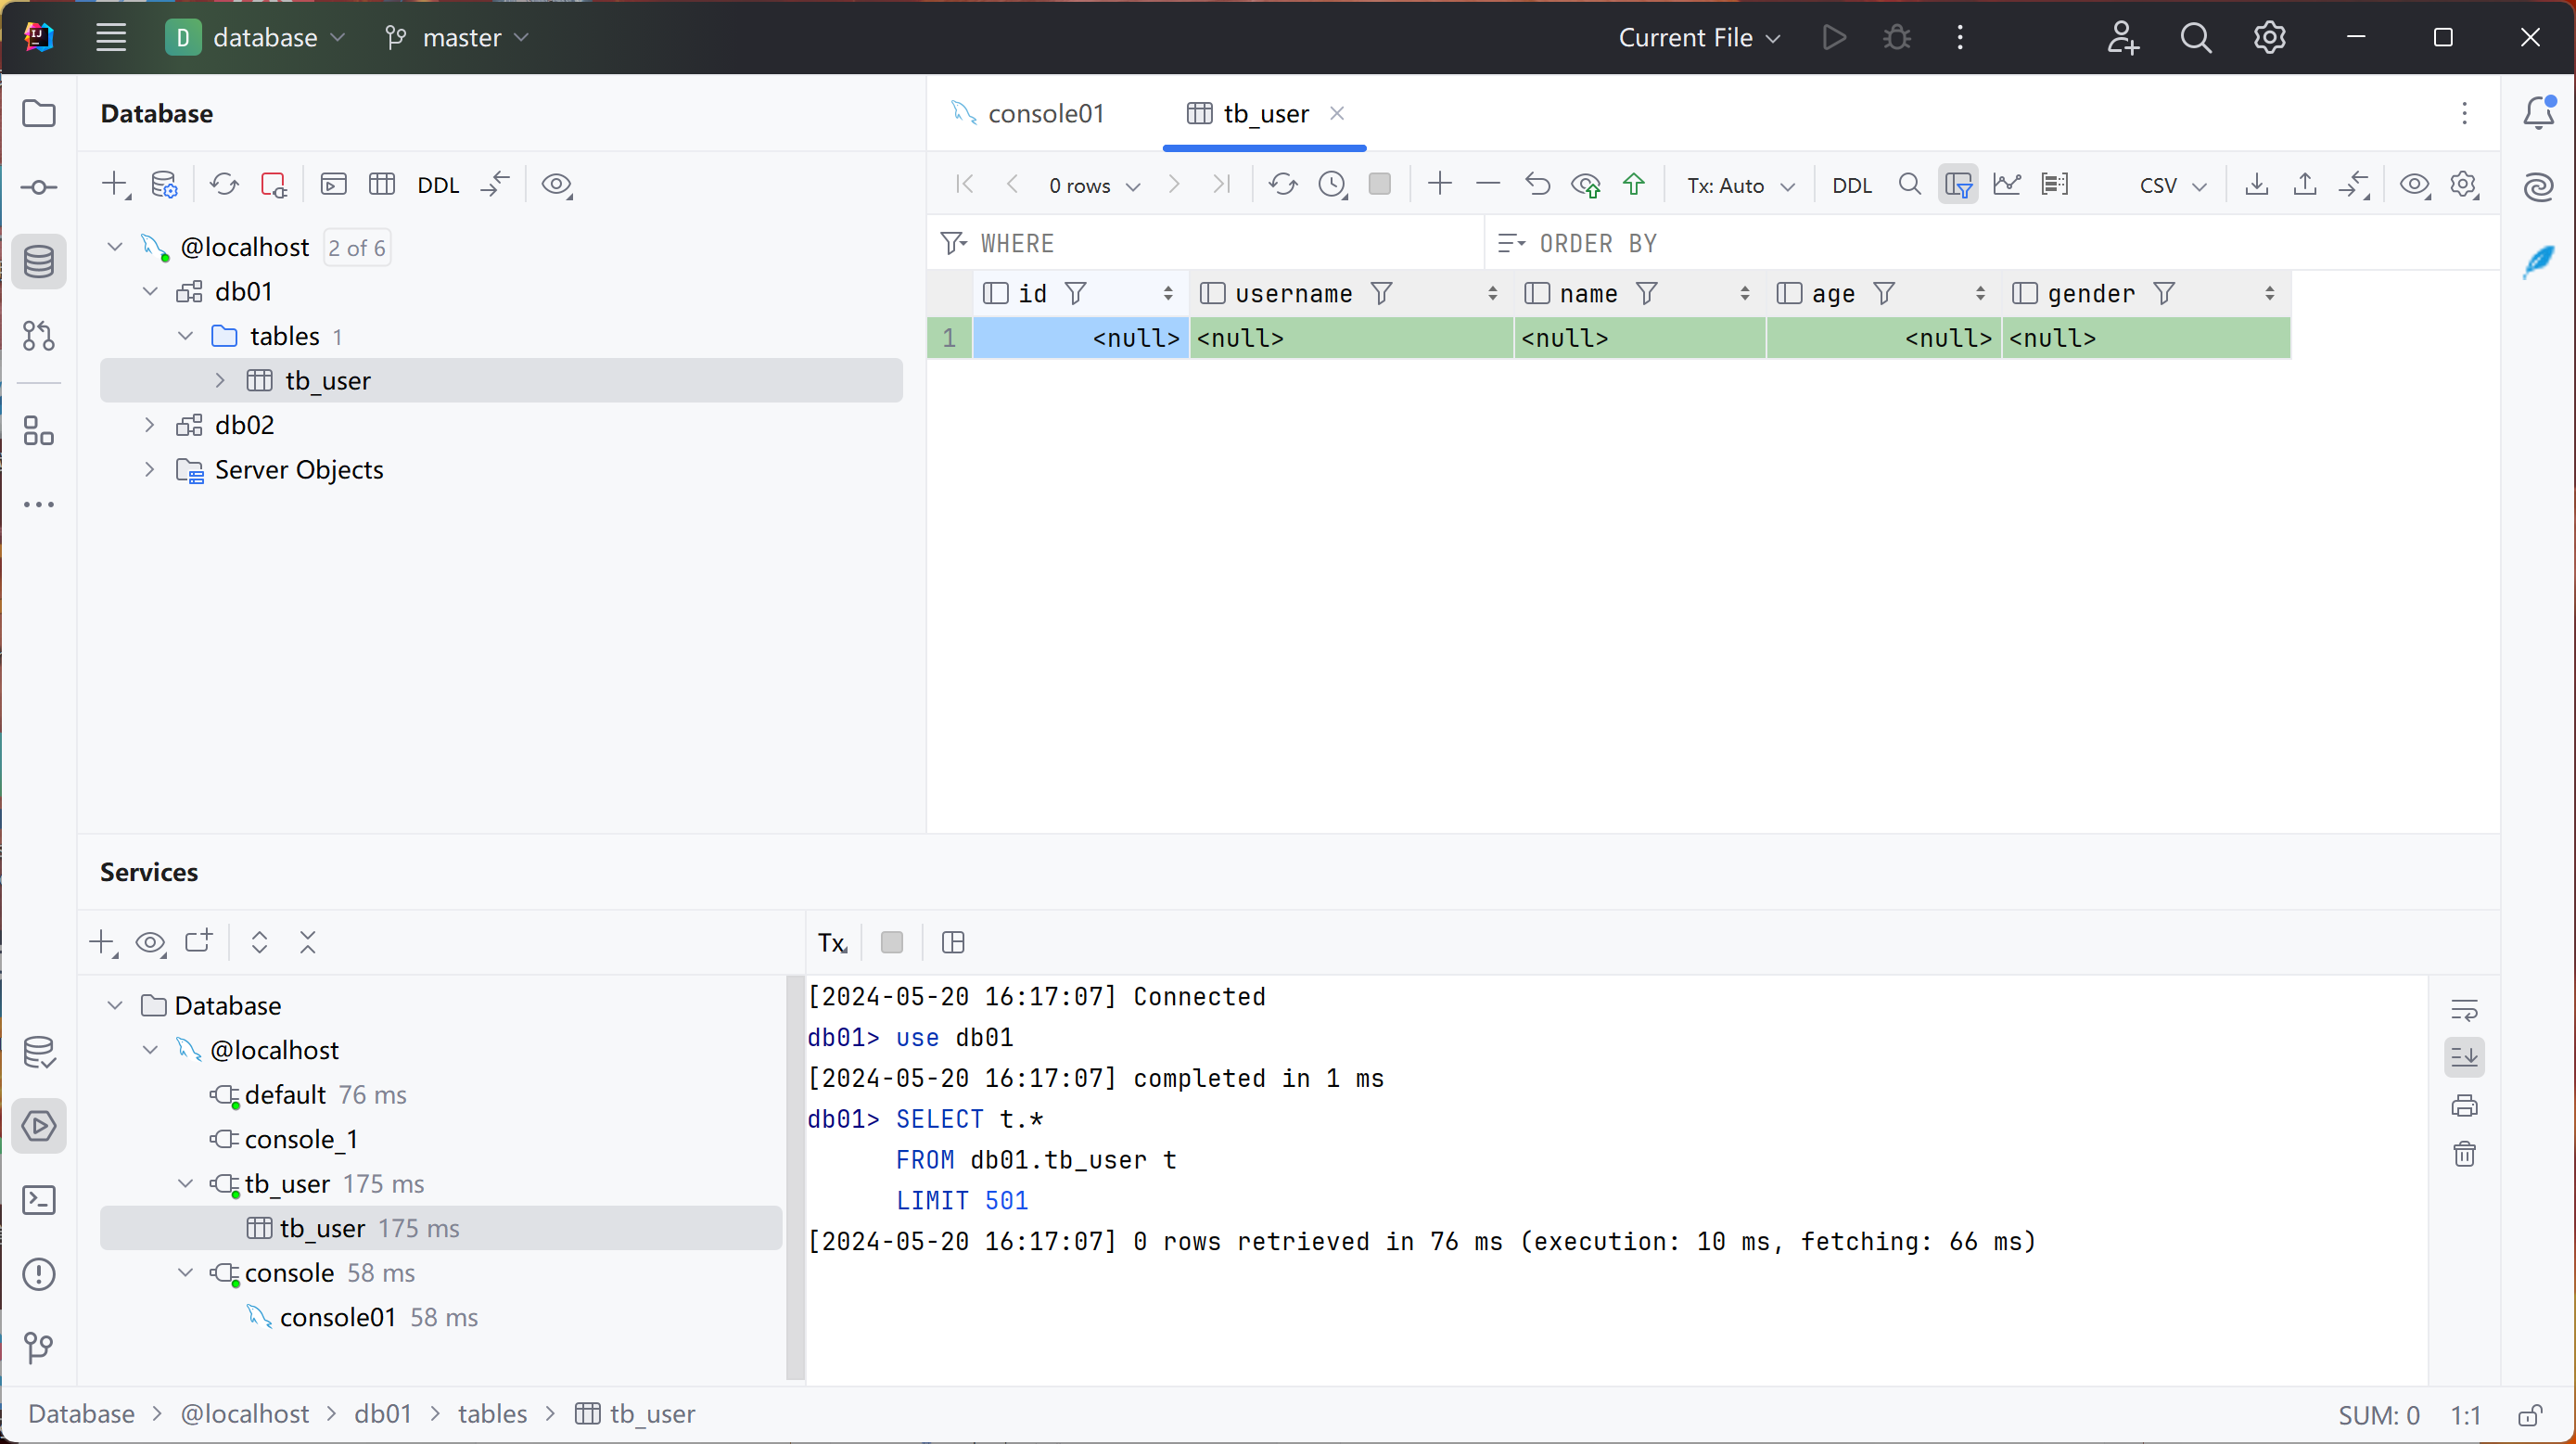 D database master Current File
Database
console01 tb_user
DDL
0 rows Tx: Auto DDL CSV
WHERE ORDER BY
@localhost 2 of 6
db01
tables 1
tb_user
db02
Server Objects
id username name age gender
1 <null> <null> <null> <null> <null>
Services
Tx
Database
@localhost
default 76 ms
console_1
tb_user 175 ms
tb_user 175 ms
console 58 ms
console01 58 ms
[2024-05-20 16:17:07] Connected
db01> use db01
[2024-05-20 16:17:07] completed in 1 ms
db01> SELECT t.*
FROM db01.tb_user t
LIMIT 501
[2024-05-20 16:17:07] 0 rows retrieved in 76 ms (execution: 10 ms, fetching: 66 ms)
Database > @localhost > db01 > tables > tb_user
SUM: 0 1:1